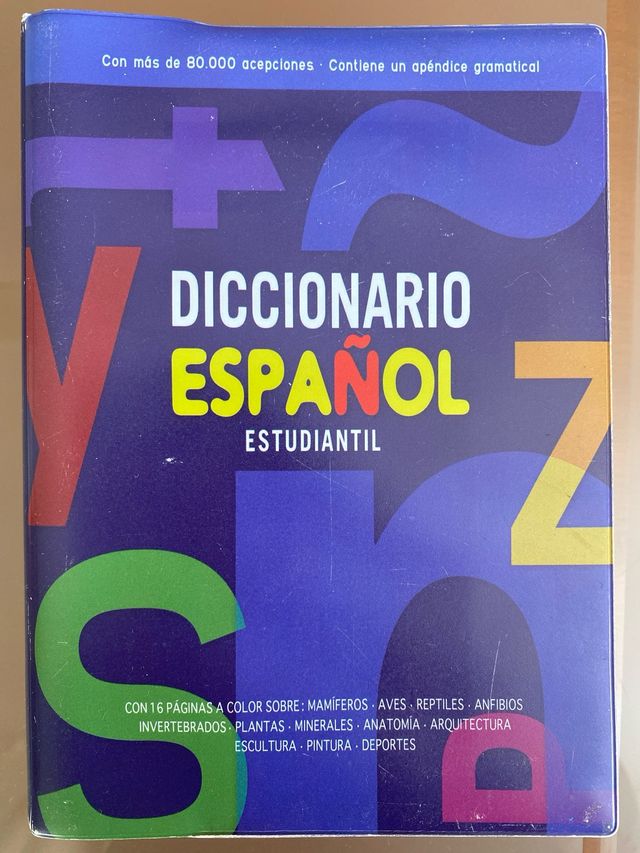 Con más de 80.000 acepciones · Contiene un apéndice gramatical
DICCIONARIO
ESPAÑOL
ESTUDIANTIL
CON 16 PÁGINAS A COLOR SOBRE: MAMÍFEROS · AVES · REPTILES · ANFIBIOS
INVERTEBRADOS · PLANTAS · MINERALES · ANATOMÍA · ARQUITECTURA
ESCULTURA · PINTURA · DEPORTES